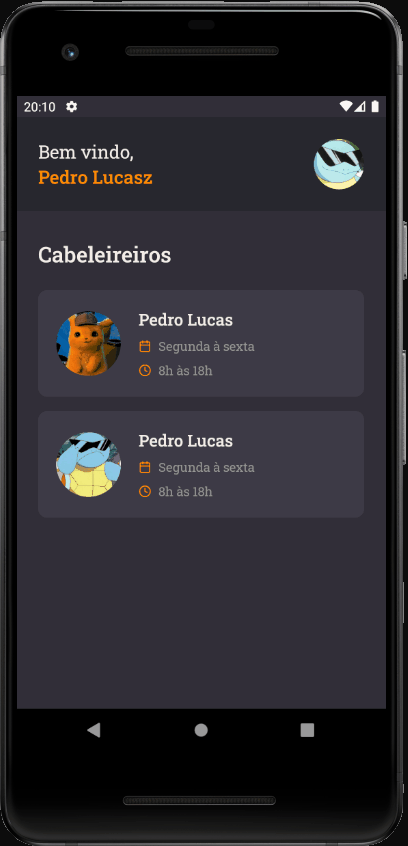 20:10
Bem vindo,
Pedro Lucasz
Cabeleireiros
Pedro Lucas
Segunda à sexta
8h às 18h
Pedro Lucas
Segunda à sexta
8h às 18h